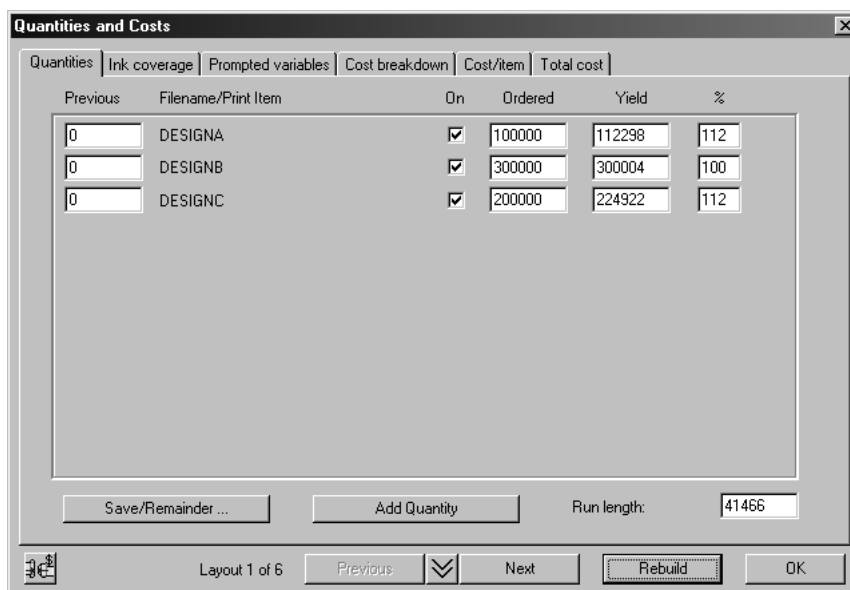 Quantities and Costs
Quantities Ink coverage Prompted variables Cost breakdown Cost/item Total cost
Previous Filename/Print Item On Ordered Yield %
0 DESIGNA 100000 112298 112
0 DESIGNB 300000 300004 100
0 DESIGNC 200000 224922 112
Save/Remainder ... Add Quantity Run length: 41466
Layout 1 of 6 Previous Next Rebuild OK